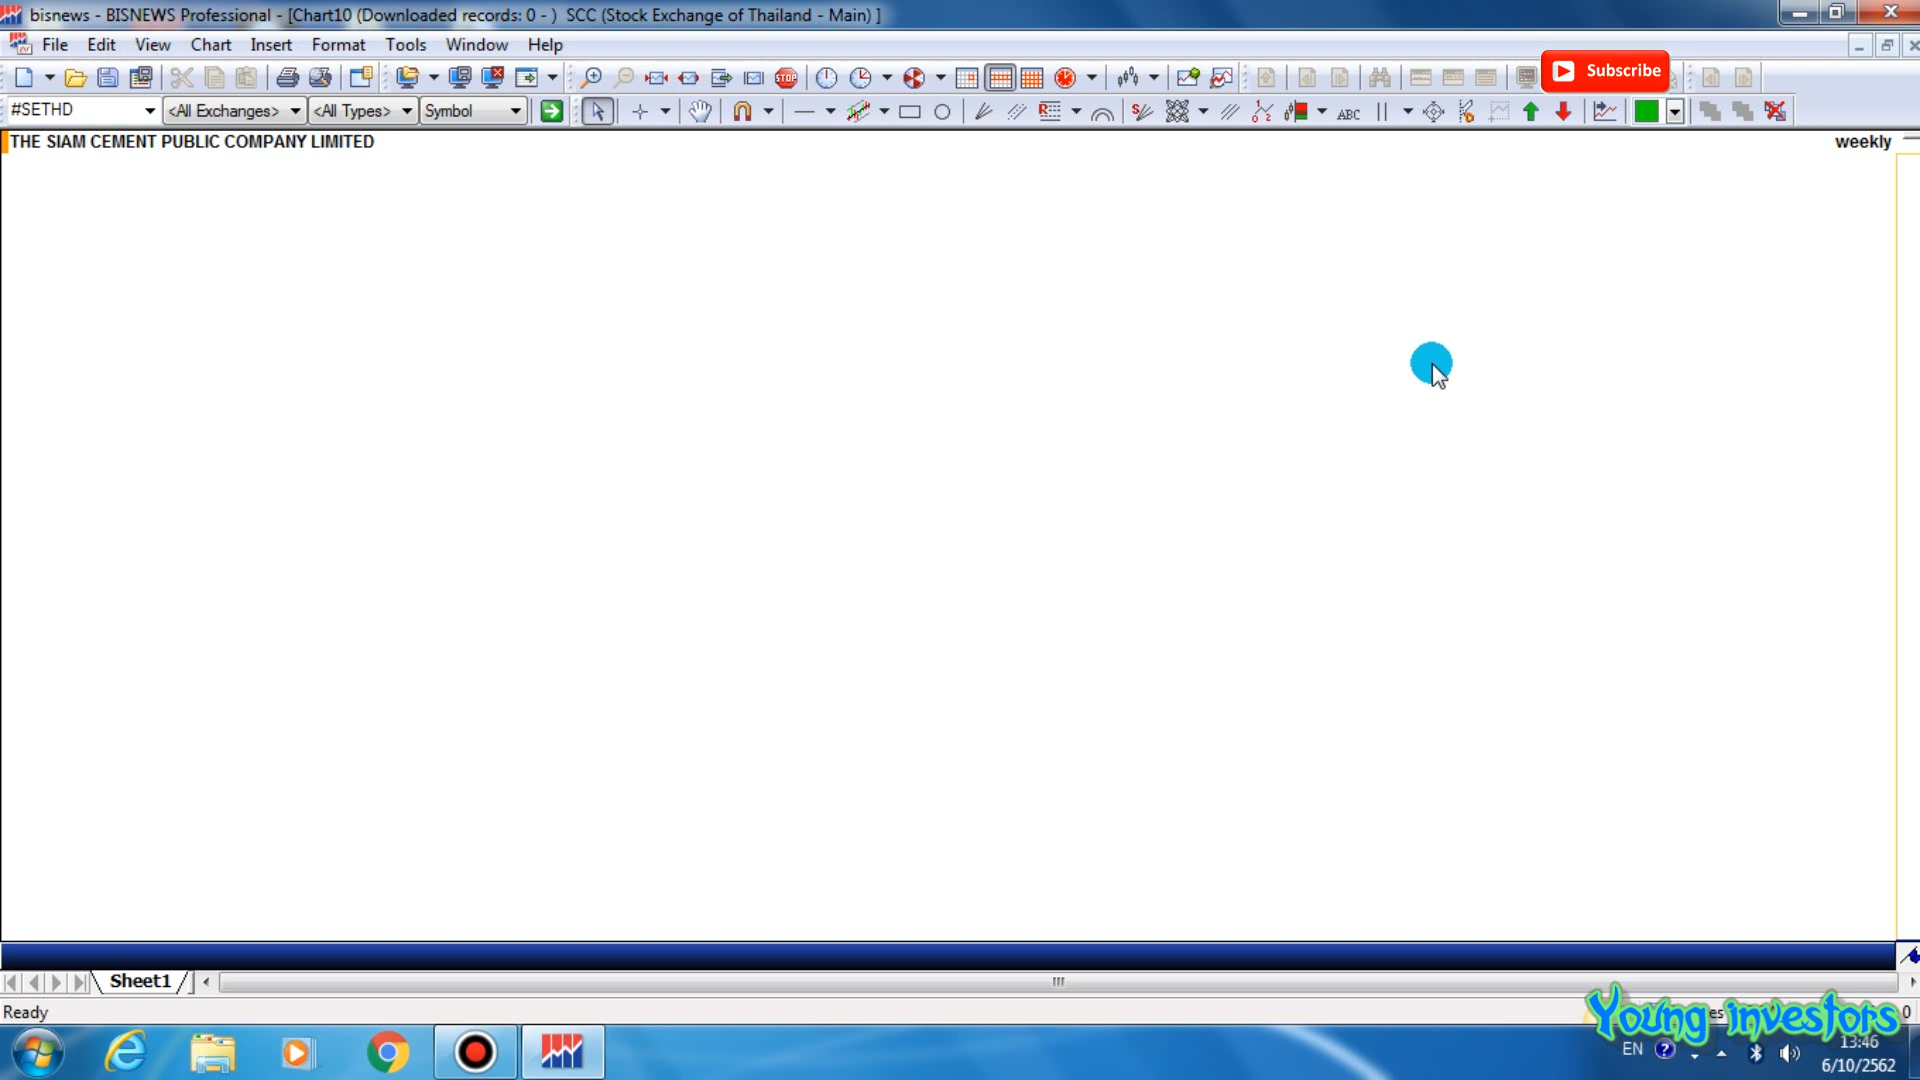 bisnews - BISNEWS Professional - [Chart10 (Downloaded records: 0 - )  SCC (Stock Exchange of Thailand - Main) ]
File Edit View Chart Insert Format Tools Window Help
STOP
Subscribe
#SETHD <All Exchanges> <All Types> Symbol
ABC
THE SIAM CEMENT PUBLIC COMPANY LIMITED
weekly
Sheet1
Ready
Young investors
0
EN
13:46
6/10/2562